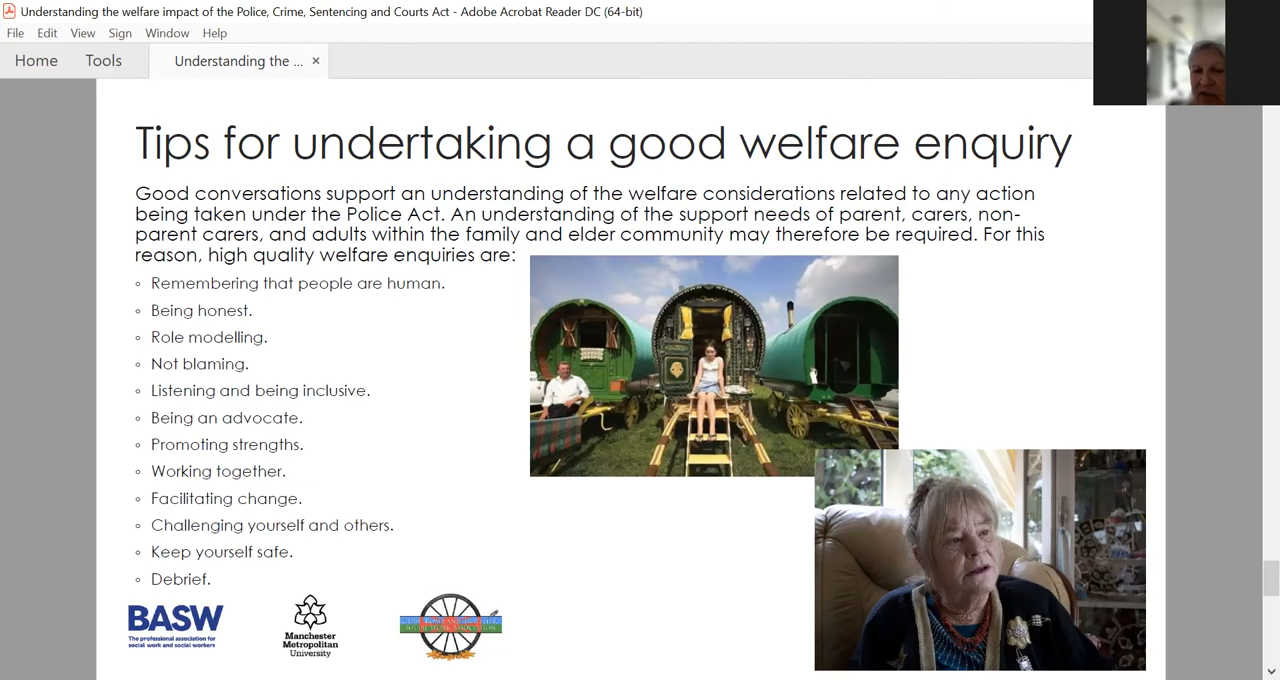 Understanding the welfare impact of the Police, Crime, Sentencing and Courts Act - Adobe Acrobat Reader DC (64-bit)
File Edit View Sign Window Help
Home Tools Understanding the ... ×
Tips for undertaking a good welfare enquiry
Good conversations support an understanding of the welfare considerations related to any action
being taken under the Police Act. An understanding of the support needs of parent, carers, non-
parent carers, and adults within the family and elder community may therefore be required. For this
reason, high quality welfare enquiries are:
◦ Remembering that people are human.
◦ Being honest.
◦ Role modelling.
◦ Not blaming.
◦ Listening and being inclusive.
◦ Being an advocate.
◦ Promoting strengths.
◦ Working together.
◦ Facilitating change.
◦ Challenging yourself and others.
◦ Keep yourself safe.
◦ Debrief.
BASW
The professional association for
social work and social workers
Manchester
Metropolitan
University
SOCIAL WORK ASSOCIATION